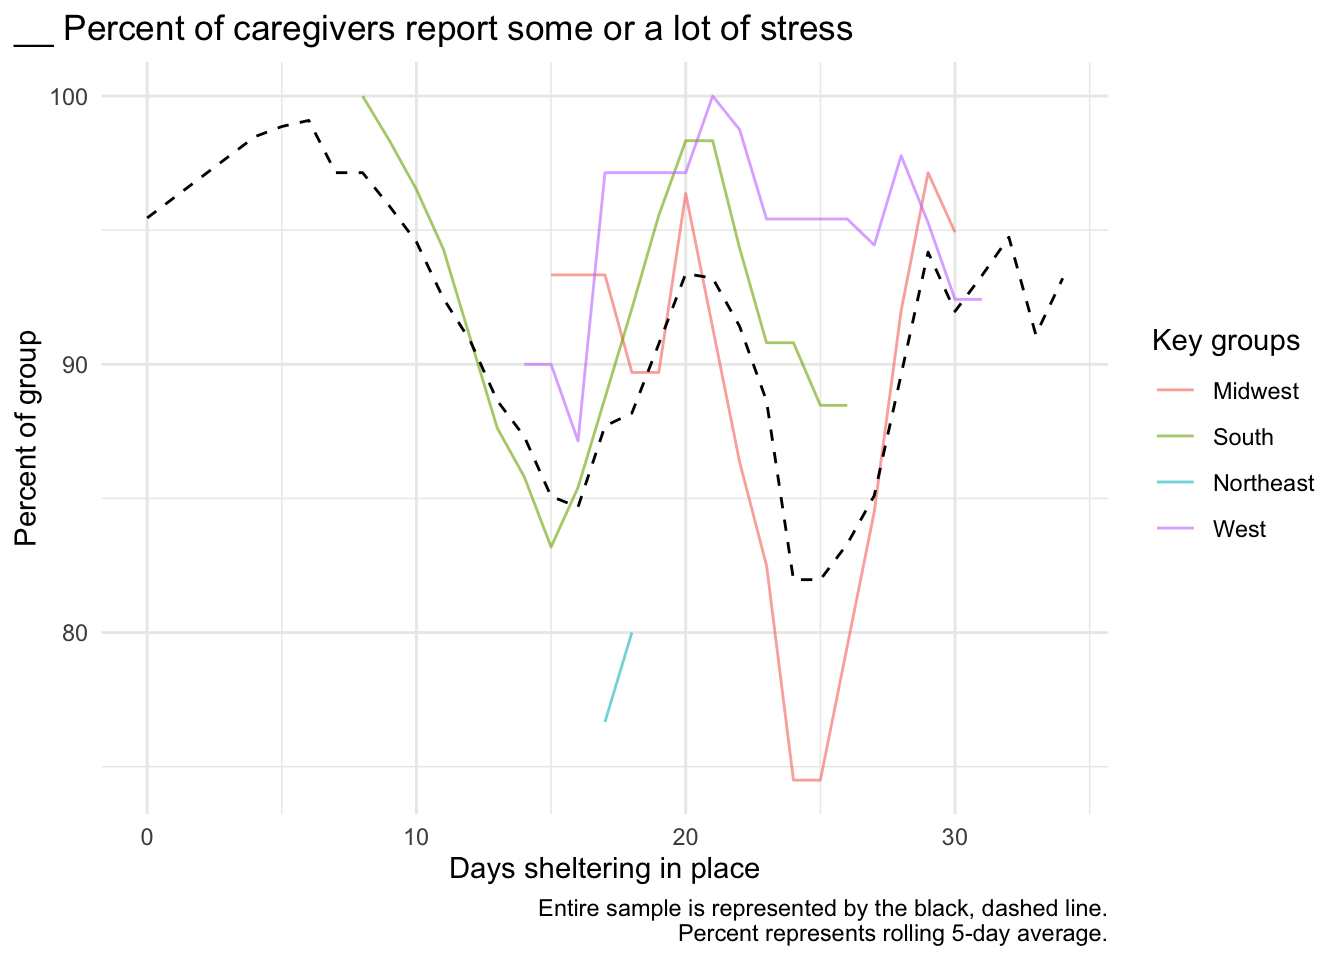 __ Percent of caregivers report some or a lot of stress
100
90
80
Percent of group
0 10 20 30
Days sheltering in place
Key groups
Midwest
South
Northeast
West
Entire sample is represented by the black, dashed line.
Percent represents rolling 5-day average.